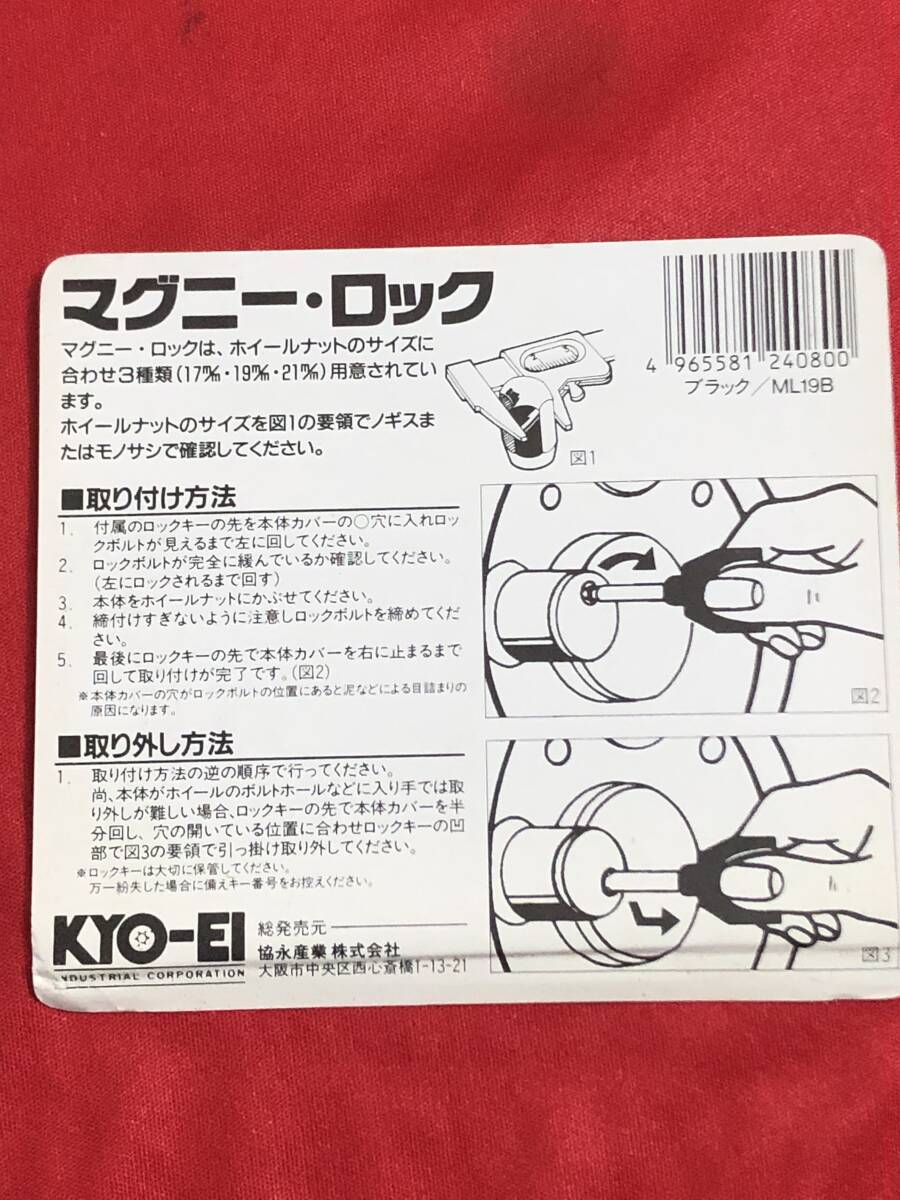 マグニー・ロック
マグニー・ロックは、ホイールナットのサイズに
合わせ3種類(17㎜・19㎜・21㎜)用意されてい
ます。
ホイールナットのサイズを図1の要領でノギスま
たはモノサシで確認してください。
図1
4 965581 240800
ブラック／ML19B
■取り付け方法
1. 付属のロックキーの先を本体カバーの○穴に入れロッ
クボルトが見えるまで左に回してください。
2. ロックボルトが完全に緩んでいるか確認してください。
(左にロックされるまで回す)
3. 本体をホイールナットにかぶせてください。
4. 締付けすぎないように注意しロックボルトを締めてくだ
さい。
5. 最後にロックキーの先で本体カバーを右に止まるまで
回して取り付けが完了です。(図2)
※本体カバーの穴がロックボルトの位置にあると泥などによる目詰まりの
原因になります。
図2
■取り外し方法
1. 取り付け方法の逆の順序で行ってください。
尚、本体がホイールのボルトホールなどに入り手では取
り外しが難しい場合、ロックキーの先で本体カバーを半
分回し、穴の開いている位置に合わせロックキーの凹
部で図3の要領で引っ掛け取り外してください。
※ロックキーは大切に保管してください。
万一紛失した場合に備えキー番号をお控えください。
図3
KYO-EI
INDUSTRIAL CORPORATION
総発売元
協永産業株式会社
大阪市中央区西心斎橋1-13-21